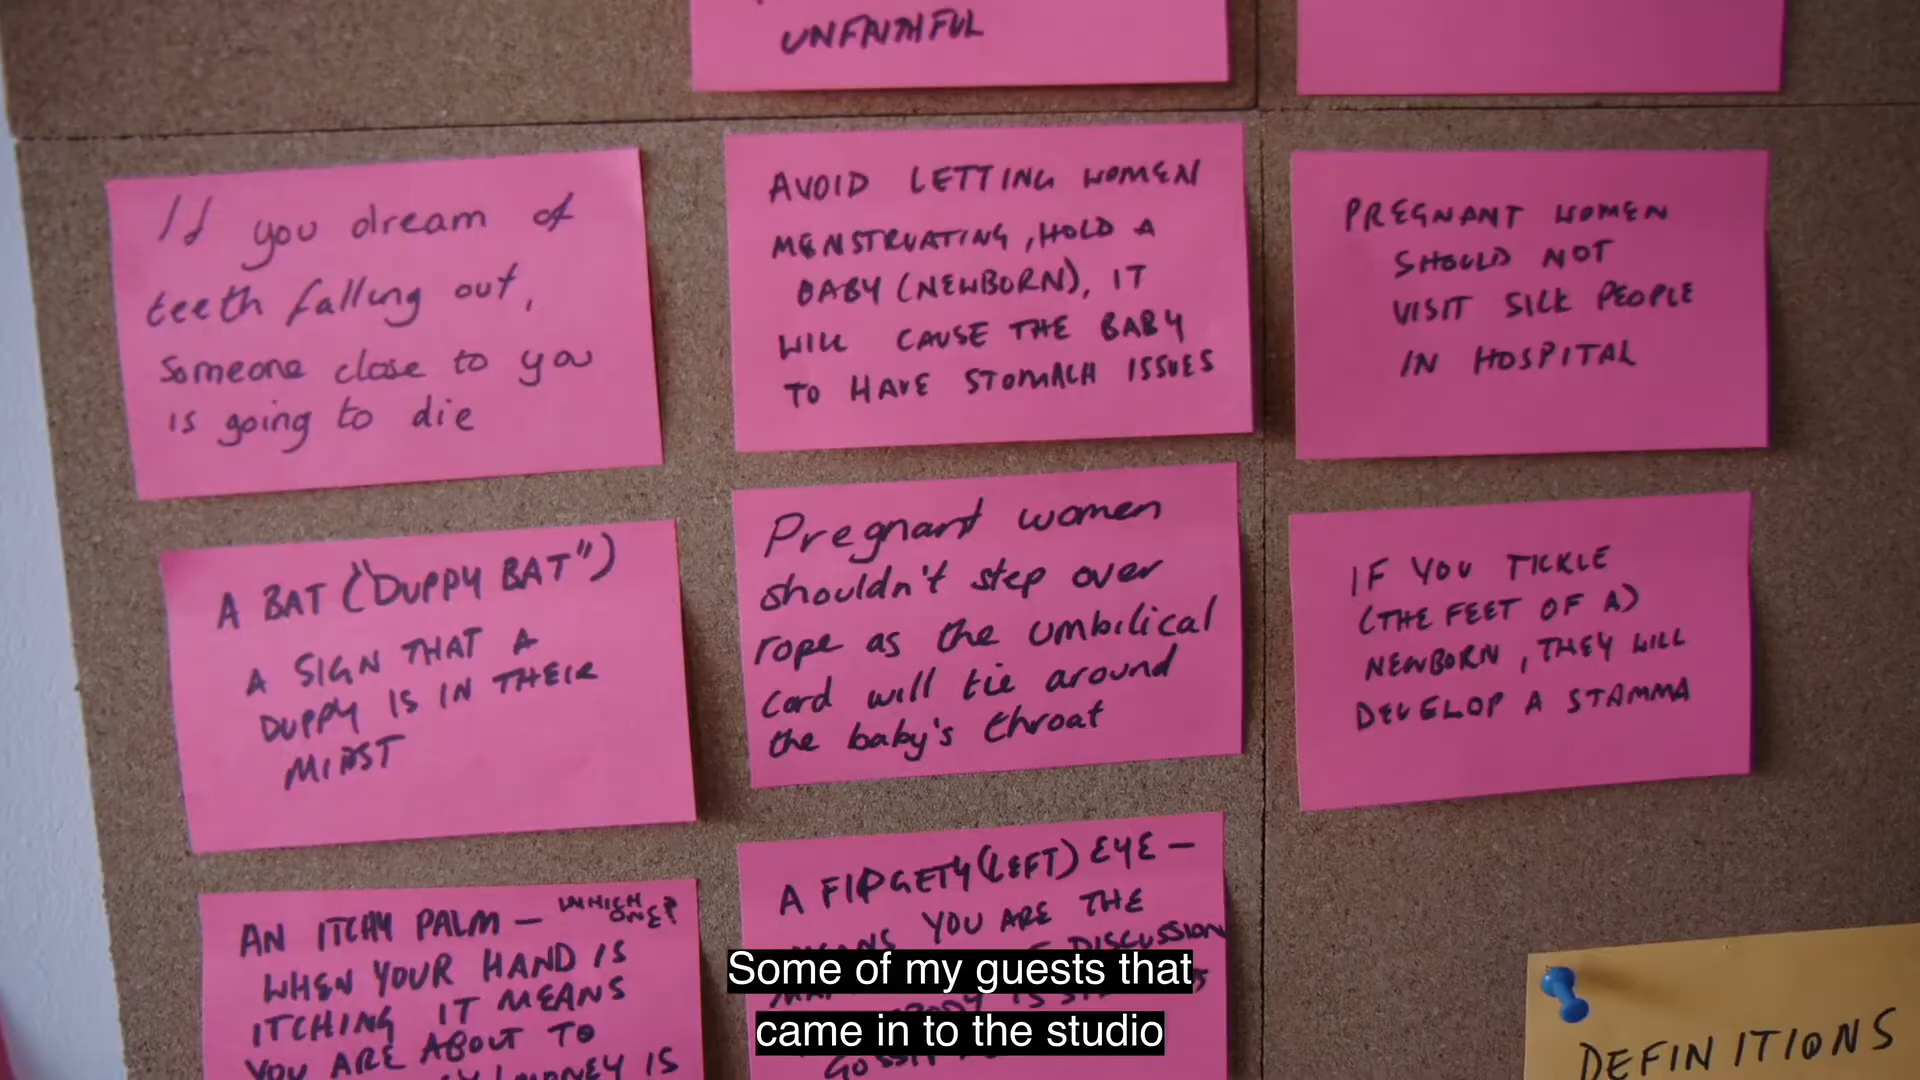 UNFAITHFUL
If you dream of
teeth falling out,
someone close to you
is going to die
AVOID LETTING WOMEN
MENSTRUATING, HOLD A
BABY (NEWBORN), IT
WILL CAUSE THE BABY
TO HAVE STOMACH ISSUES
PREGNANT WOMEN
SHOULD NOT
VISIT SICK PEOPLE
IN HOSPITAL
A BAT ("DUPPY BAT")
A SIGN THAT A
DUPPY IS IN THEIR
MIDST
Pregnant women
shouldn't step over
rope as the umbilical
cord will tie around
the baby's throat
IF YOU TICKLE
(THE FEET OF A)
NEWBORN, THEY WILL
DEVELOP A STAMMA
AN ITCHY PALM — WHICH ONE?
WHEN YOUR HAND IS
ITCHING IT MEANS
YOU ARE ABOUT TO
MONEY IS
A FIDGETY (LEFT) EYE —
MEANS YOU ARE THE
DISCUSSION
DEFINITIONS
Some of my guests that
came in to the studio